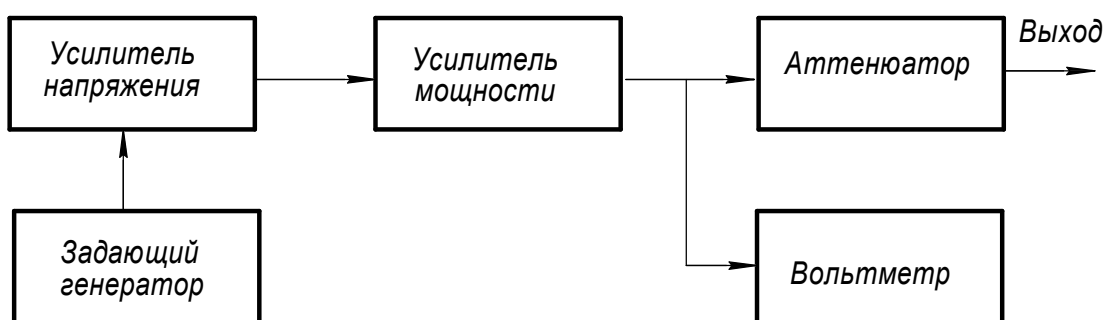 Усилитель
напряжения
Усилитель
мощности
Аттенюатор
Выход
Задающий
генератор
Вольтметр